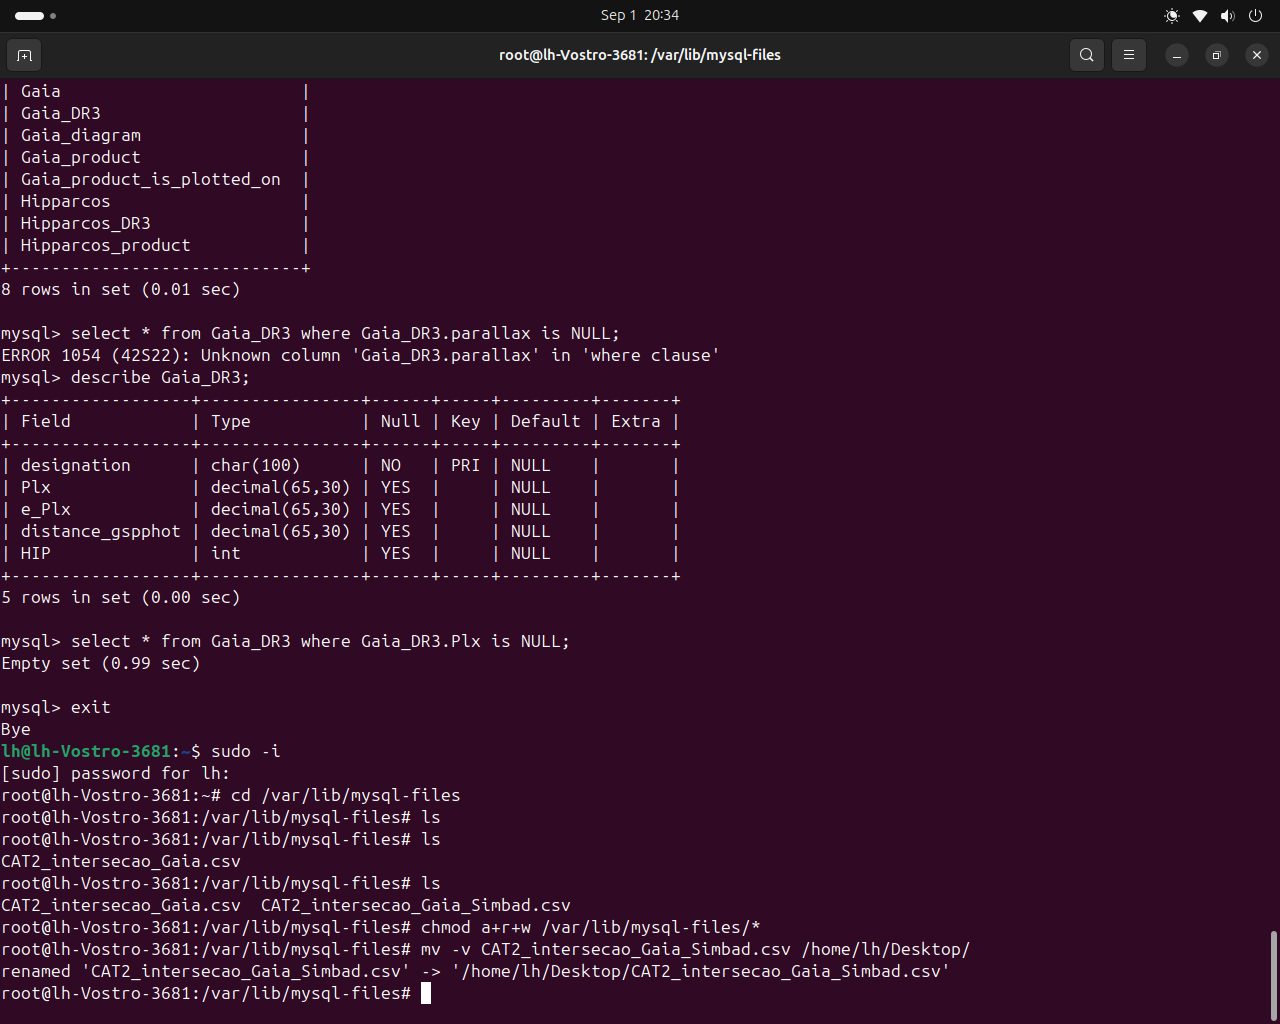 Sep 1  20:34
root@lh-Vostro-3681: /var/lib/mysql-files
| Gaia                        |
| Gaia_DR3                    |
| Gaia_diagram                |
| Gaia_product                |
| Gaia_product_is_plotted_on  |
| Hipparcos                   |
| Hipparcos_DR3               |
| Hipparcos_product           |
+-----------------------------+
8 rows in set (0.01 sec)

mysql> select * from Gaia_DR3 where Gaia_DR3.parallax is NULL;
ERROR 1054 (42S22): Unknown column 'Gaia_DR3.parallax' in 'where clause'
mysql> describe Gaia_DR3;
+------------------+----------------+------+-----+---------+-------+
| Field            | Type           | Null | Key | Default | Extra |
+------------------+----------------+------+-----+---------+-------+
| designation      | char(100)      | NO   | PRI | NULL    |       |
| Plx              | decimal(65,30) | YES  |     | NULL    |       |
| e_Plx            | decimal(65,30) | YES  |     | NULL    |       |
| distance_gspphot | decimal(65,30) | YES  |     | NULL    |       |
| HIP              | int            | YES  |     | NULL    |       |
+------------------+----------------+------+-----+---------+-------+
5 rows in set (0.00 sec)

mysql> select * from Gaia_DR3 where Gaia_DR3.Plx is NULL;
Empty set (0.99 sec)

mysql> exit
Bye
lh@lh-Vostro-3681:~$ sudo -i
[sudo] password for lh:
root@lh-Vostro-3681:~# cd /var/lib/mysql-files
root@lh-Vostro-3681:/var/lib/mysql-files# ls
root@lh-Vostro-3681:/var/lib/mysql-files# ls
CAT2_intersecao_Gaia.csv
root@lh-Vostro-3681:/var/lib/mysql-files# ls
CAT2_intersecao_Gaia.csv  CAT2_intersecao_Gaia_Simbad.csv
root@lh-Vostro-3681:/var/lib/mysql-files# chmod a+r+w /var/lib/mysql-files/*
root@lh-Vostro-3681:/var/lib/mysql-files# mv -v CAT2_intersecao_Gaia_Simbad.csv /home/lh/Desktop/
renamed 'CAT2_intersecao_Gaia_Simbad.csv' -> '/home/lh/Desktop/CAT2_intersecao_Gaia_Simbad.csv'
root@lh-Vostro-3681:/var/lib/mysql-files#